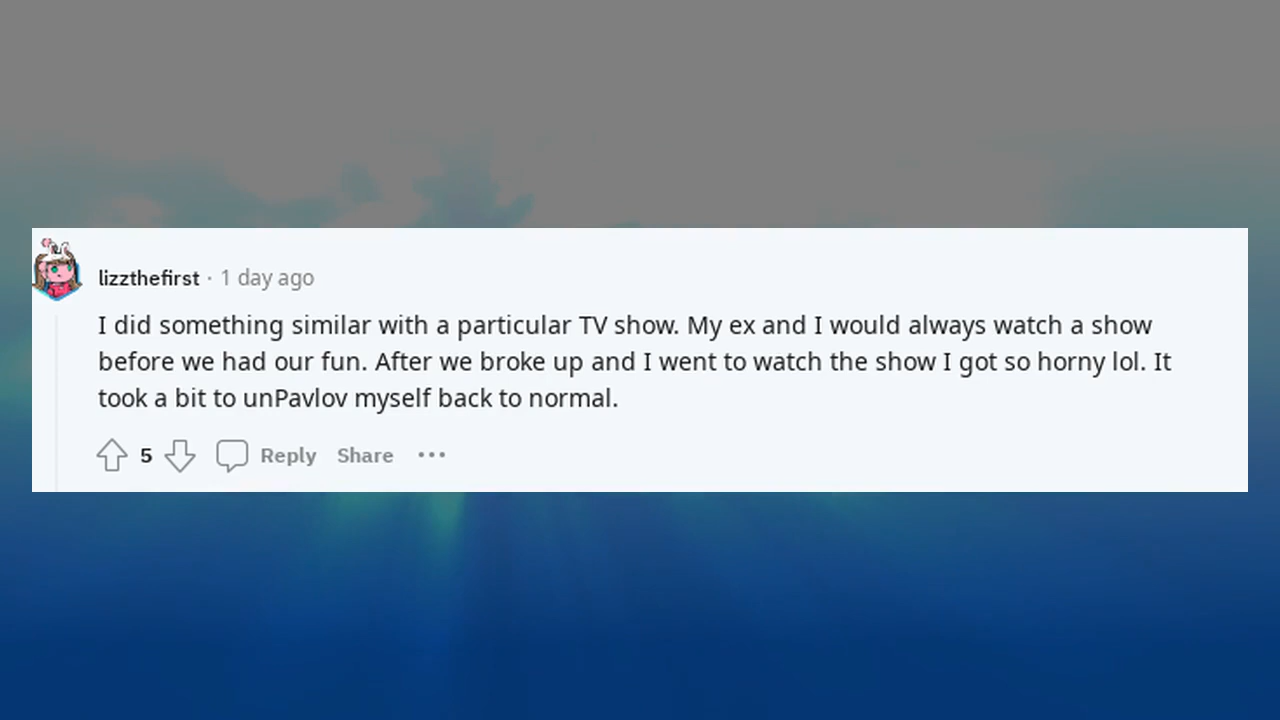 lizzthefirst · 1 day ago
I did something similar with a particular TV show. My ex and I would always watch a show
before we had our fun. After we broke up and I went to watch the show I got so horny lol. It
took a bit to unPavlov myself back to normal.
5 Reply Share ···